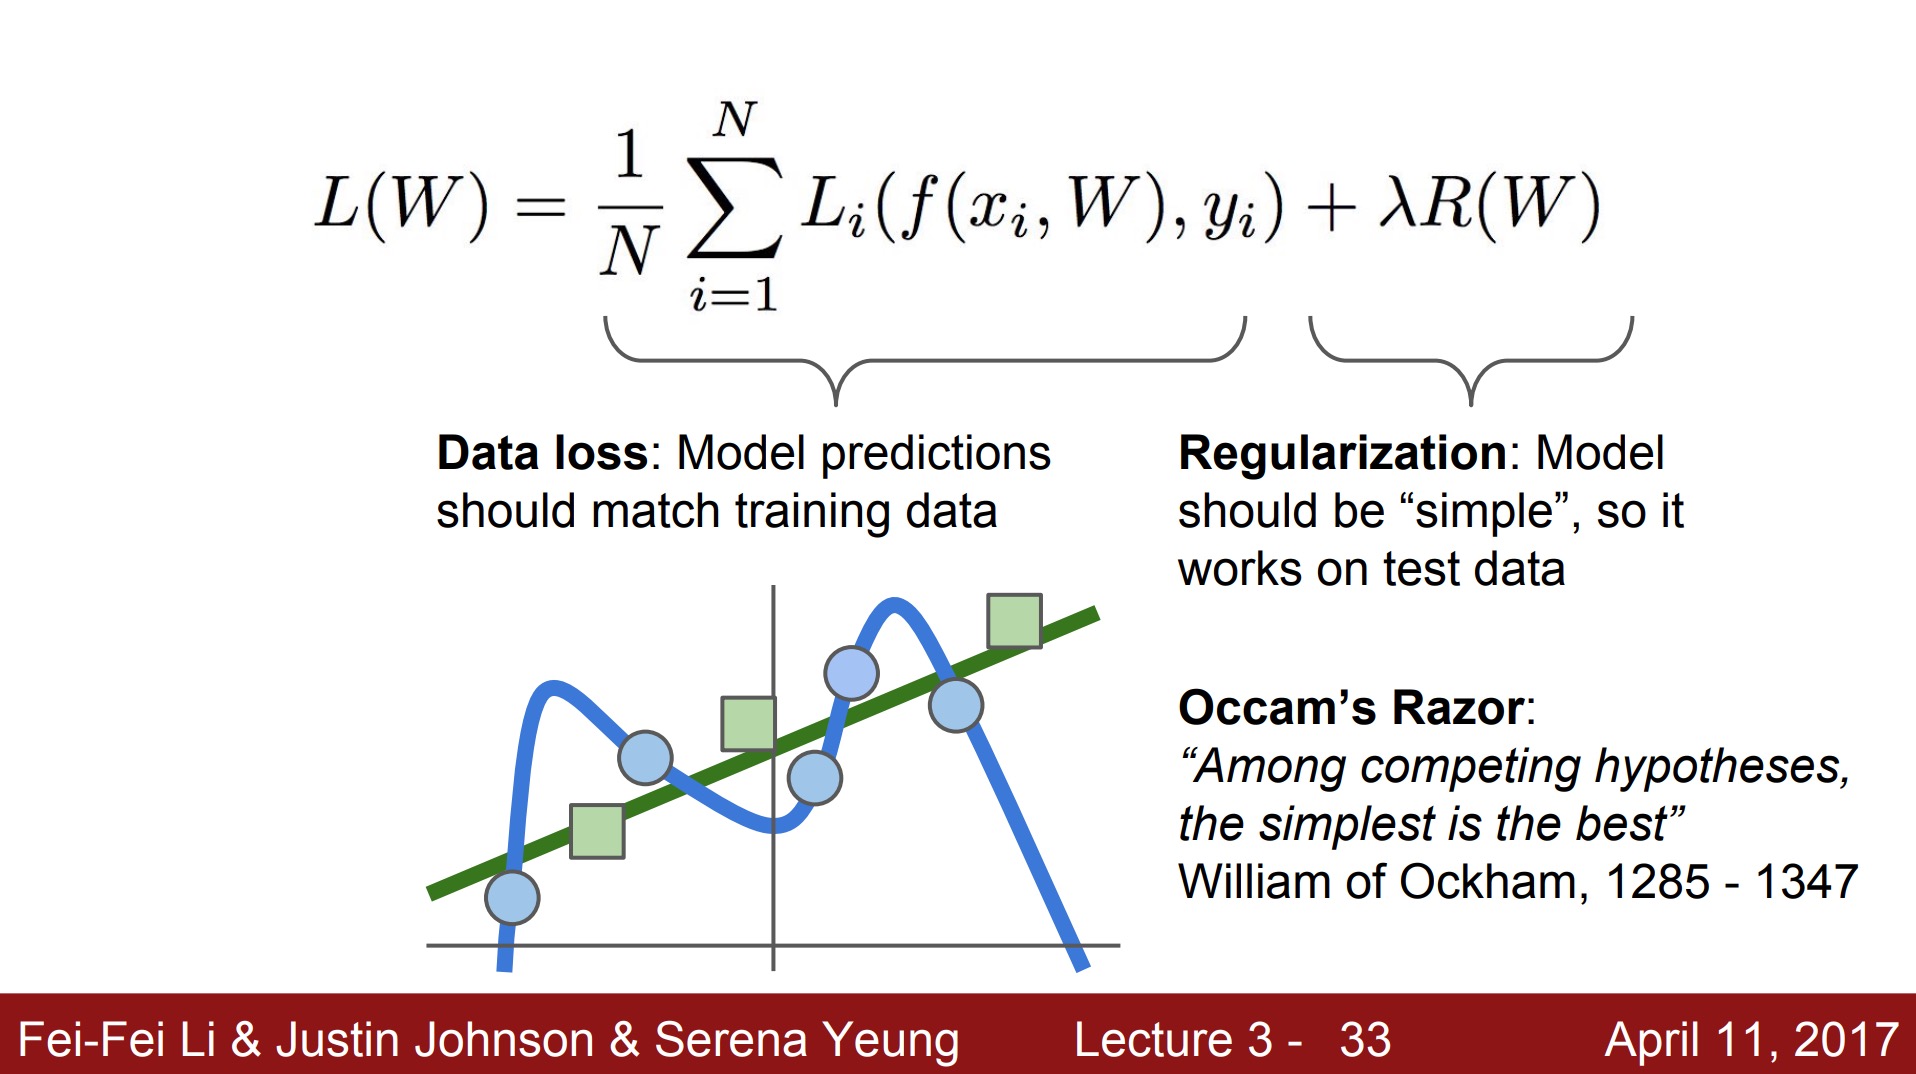 L(W) = \frac{1}{N} \sum_{i=1}^{N} L_i(f(x_i, W), y_i) + λR(W)
Data loss: Model predictions
should match training data
Regularization: Model
should be “simple”, so it
works on test data
Occam’s Razor:
“Among competing hypotheses,
the simplest is the best”
William of Ockham, 1285 - 1347
Fei-Fei Li & Justin Johnson & Serena Yeung
Lecture 3 - 33
April 11, 2017